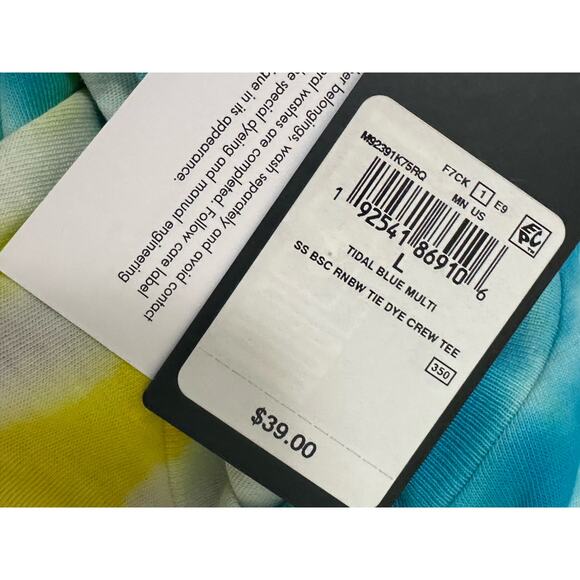 er belongings, wash separately and avoid contact
washes are completed. Follow care label
special dyeing and manual engineering
in its appearance.
F7CK 1 E9
M92391K75RQ MN US
1 92541 86910 6
L
TIDAL BLUE MULTI
SS BSC RNBW TIE DYE CREW TEE
350
$39.00